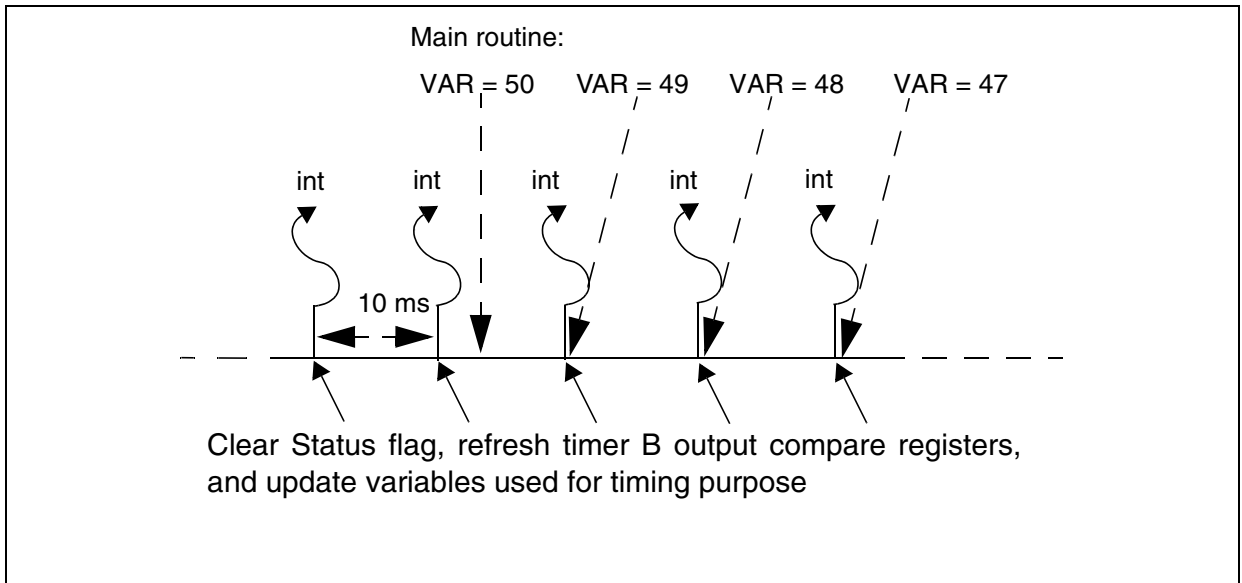 Main routine:
VAR = 50 VAR = 49 VAR = 48 VAR = 47
int int int int int
10 ms
Clear Status flag, refresh timer B output compare registers,
and update variables used for timing purpose